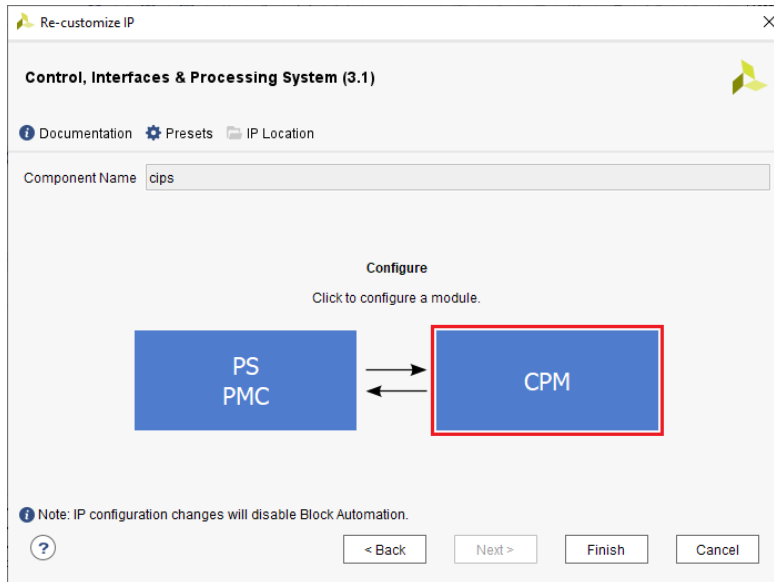 Re-customize IP
Control, Interfaces & Processing System (3.1)
Documentation Presets IP Location
Component Name cips
Configure
Click to configure a module.
PS
PMC
CPM
Note: IP configuration changes will disable Block Automation.
? < Back Next > Finish Cancel